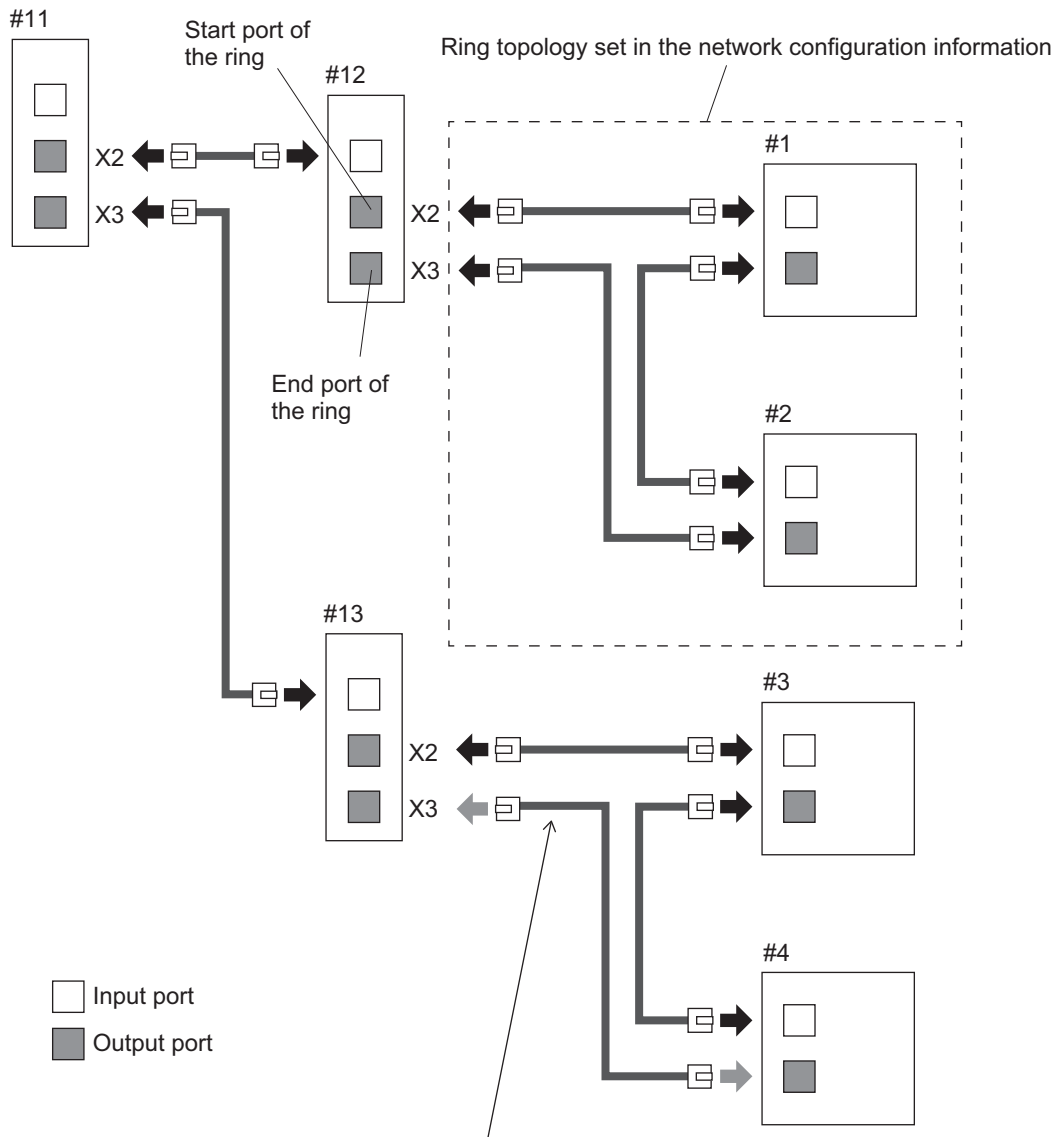 #11
Start port of
the ring
Ring topology set in the network configuration information
#12
#1
X2
X3
X2
X3
End port of
the ring
#2
#13
#3
X2
X3
#4
Input port
Output port